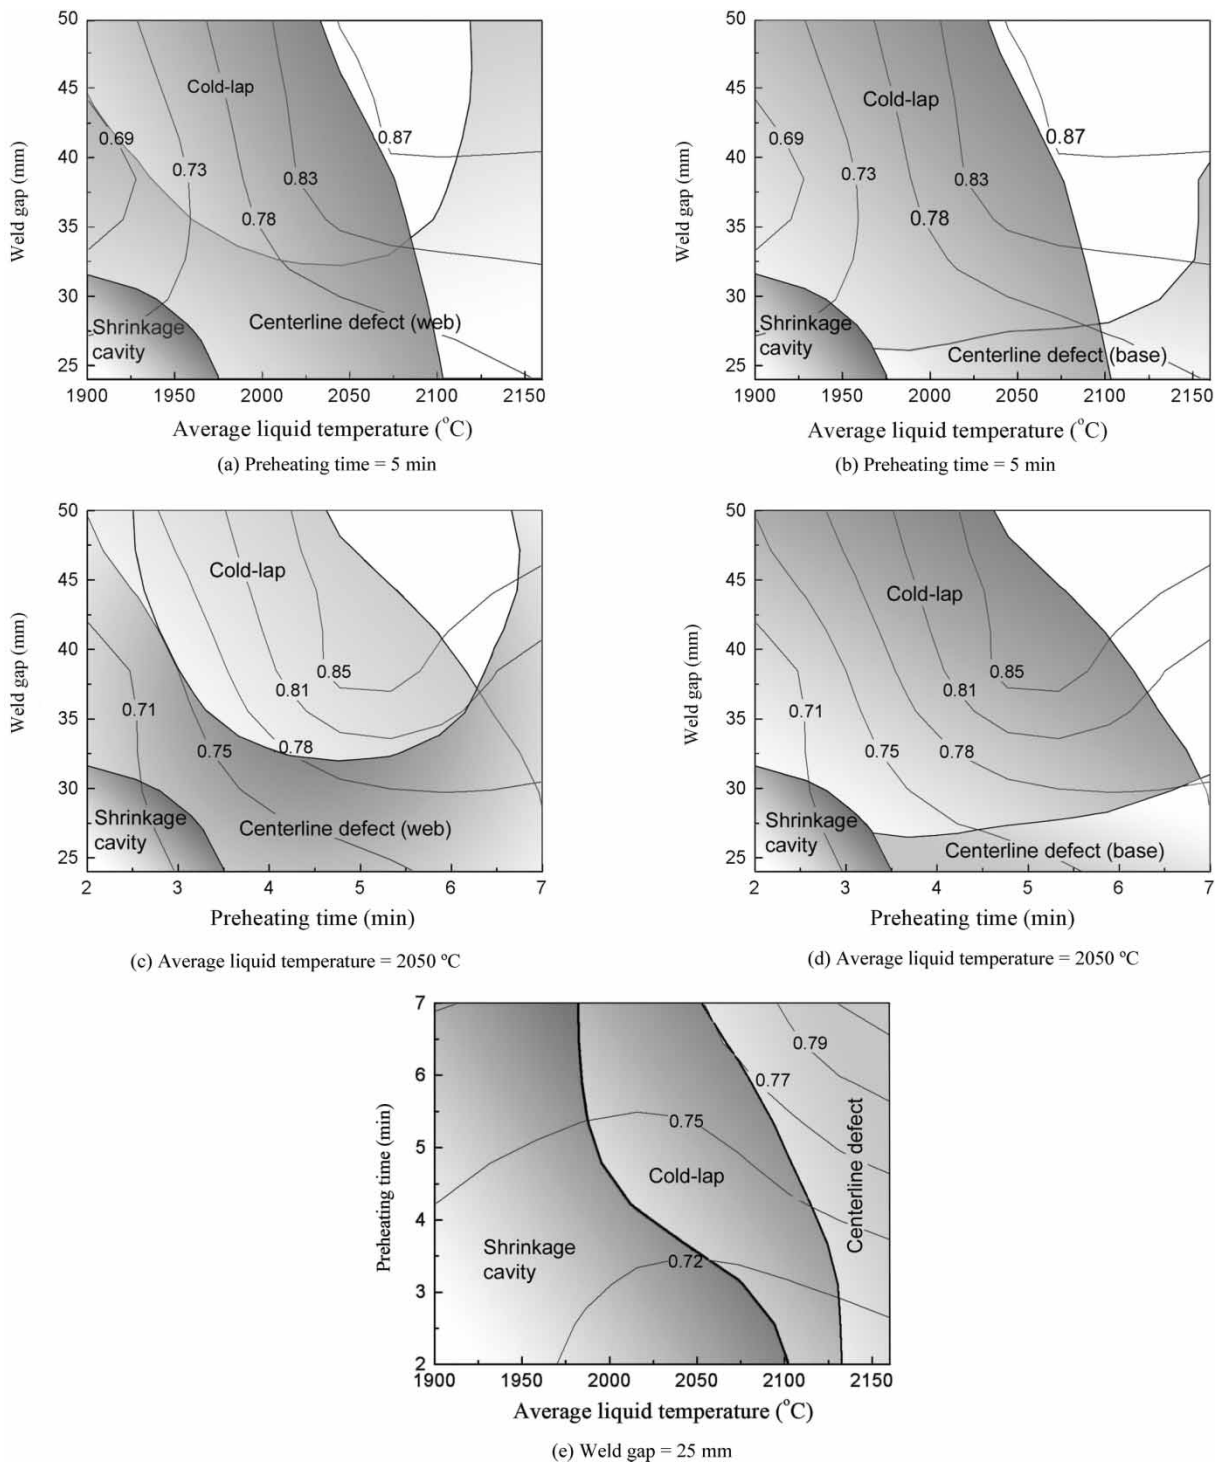 50
45
40
35
30
25
Weld gap (mm)
Cold-lap
0.69
0.73
0.78
0.83
0.87
Centerline defect (web)
Shrinkage
cavity
1900 1950 2000 2050 2100 2150
Average liquid temperature (°C)
(a) Preheating time = 5 min
50
45
40
35
30
25
Weld gap (mm)
Cold-lap
0.69
0.73
0.78
0.83
0.87
Shrinkage
cavity
Centerline defect (base)
1900 1950 2000 2050 2100 2150
Average liquid temperature (°C)
(b) Preheating time = 5 min
50
45
40
35
30
25
Weld gap (mm)
Cold-lap
0.85
0.81
0.71
0.75
0.78
Shrinkage
cavity
Centerline defect (web)
2 3 4 5 6 7
Preheating time (min)
(c) Average liquid temperature = 2050 °C
50
45
40
35
30
25
Weld gap (mm)
Cold-lap
0.85
0.81
0.71
0.75
0.78
Shrinkage
cavity
Centerline defect (base)
2 3 4 5 6 7
Preheating time (min)
(d) Average liquid temperature = 2050 °C
7
6
5
4
3
2
Preheating time (min)
0.79
0.77
0.75
Cold-lap
Centerline defect
Shrinkage
cavity
0.72
1900 1950 2000 2050 2100 2150
Average liquid temperature (°C)
(e) Weld gap = 25 mm